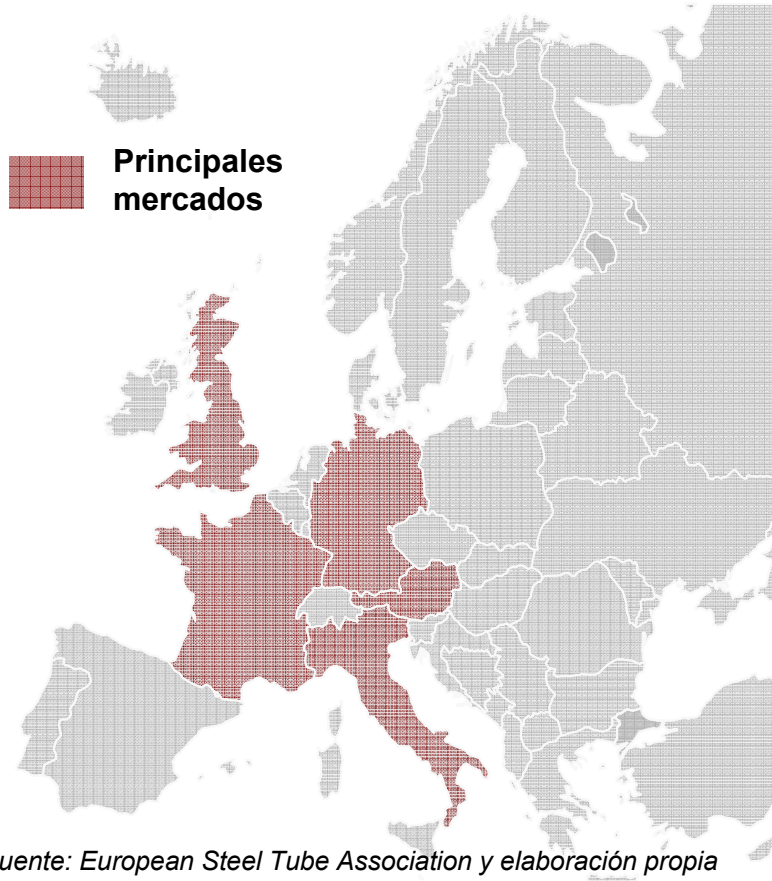 Principales
mercados
uente: European Steel Tube Association y elaboración propia